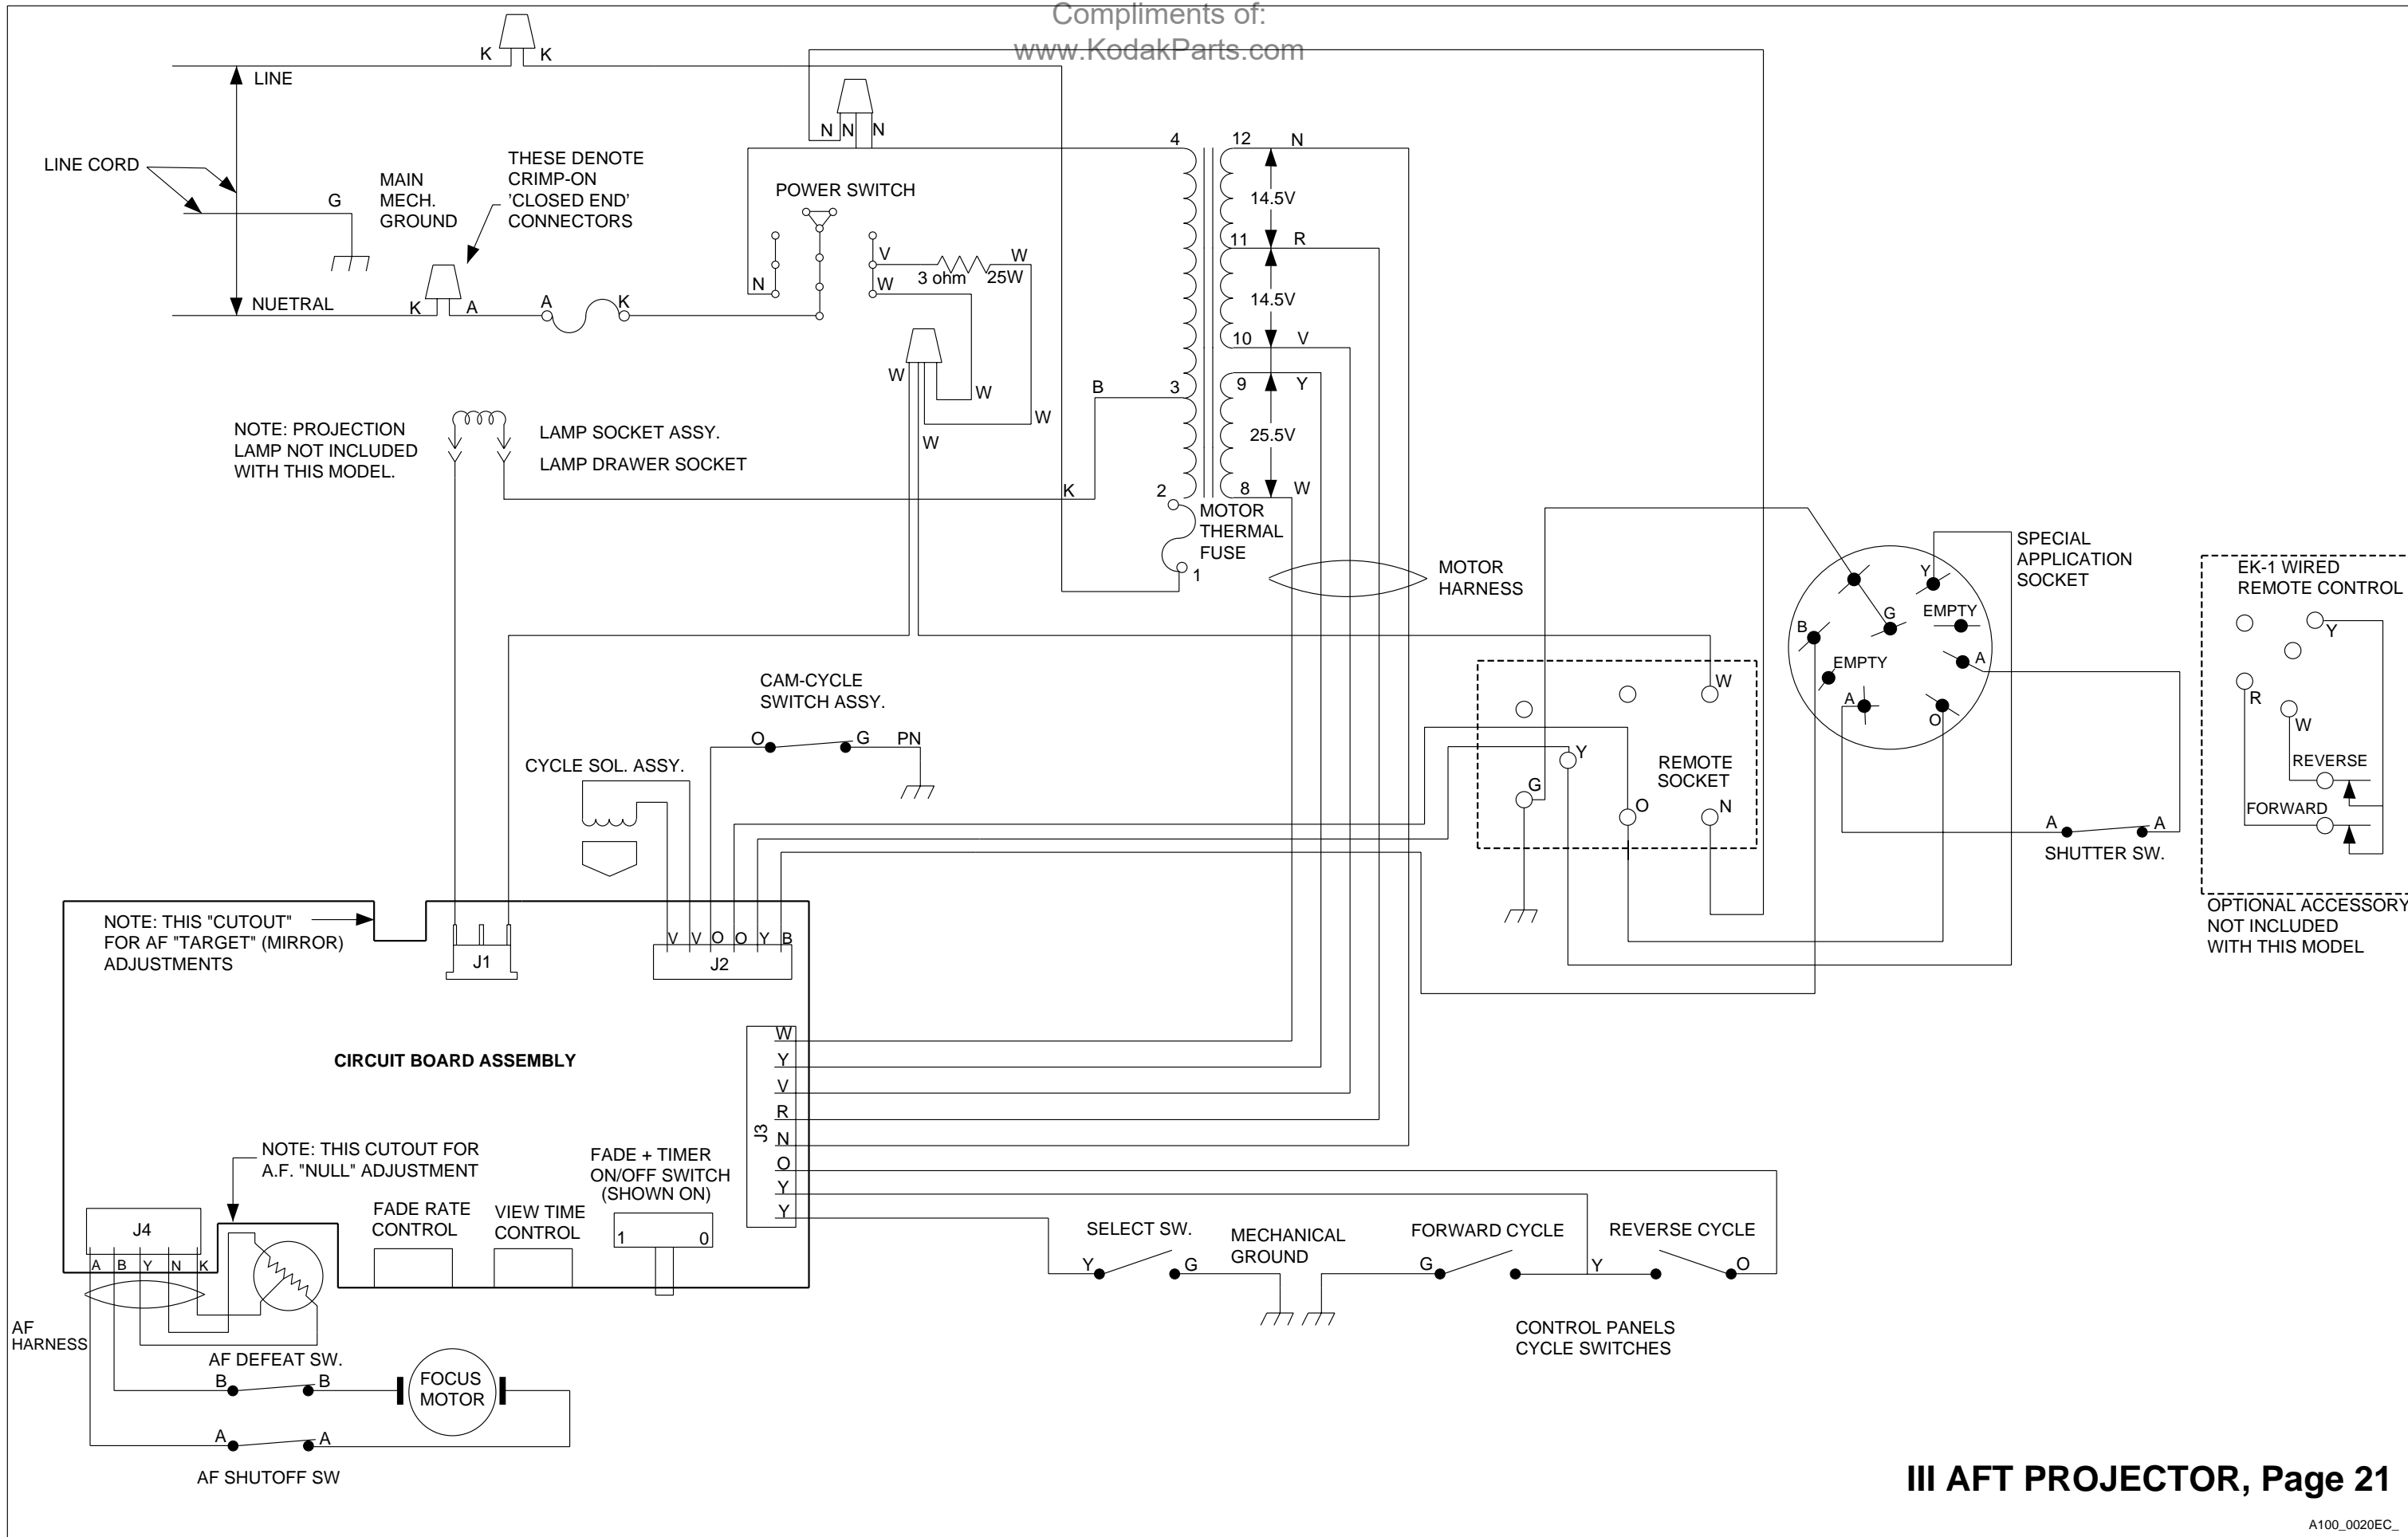 Compliments of:
www.KodakParts.com
K
K
LINE
N
N
N
LINE CORD
G
MAIN
MECH.
GROUND
THESE DENOTE
CRIMP-ON
'CLOSED END'
CONNECTORS
POWER SWITCH
4
12
N
14.5V
11
R
V
W
3 ohm
25W
N
W
NUETRAL
K
A
A
K
14.5V
10
V
W
W
W
W
B
3
9
Y
25.5V
NOTE: PROJECTION
LAMP NOT INCLUDED
WITH THIS MODEL.
LAMP SOCKET ASSY.
LAMP DRAWER SOCKET
K
2
8
W
MOTOR
THERMAL
FUSE
1
MOTOR
HARNESS
SPECIAL
APPLICATION
SOCKET
Y
G
EMPTY
B
EMPTY
A
A
O
EK-1 WIRED
REMOTE CONTROL
Y
R
W
REVERSE
FORWARD
OPTIONAL ACCESSORY
NOT INCLUDED
WITH THIS MODEL
A
A
SHUTTER SW.
W
Y
REMOTE
SOCKET
G
O
N
CAM-CYCLE
SWITCH ASSY.
O
G
PN
CYCLE SOL. ASSY.
NOTE: THIS "CUTOUT"
FOR AF "TARGET" (MIRROR)
ADJUSTMENTS
J1
V
V
O
O
Y
B
J2
CIRCUIT BOARD ASSEMBLY
W
Y
V
R
N
O
Y
Y
J3
NOTE: THIS CUTOUT FOR
A.F. "NULL" ADJUSTMENT
FADE + TIMER
ON/OFF SWITCH
(SHOWN ON)
1
0
FADE RATE
CONTROL
VIEW TIME
CONTROL
J4
A
B
Y
N
K
SELECT SW.
Y
G
MECHANICAL
GROUND
FORWARD CYCLE
G
REVERSE CYCLE
Y
O
CONTROL PANELS
CYCLE SWITCHES
AF
HARNESS
AF DEFEAT SW.
B
B
FOCUS
MOTOR
A
A
AF SHUTOFF SW
III AFT PROJECTOR, Page 21
A100_0020EC_